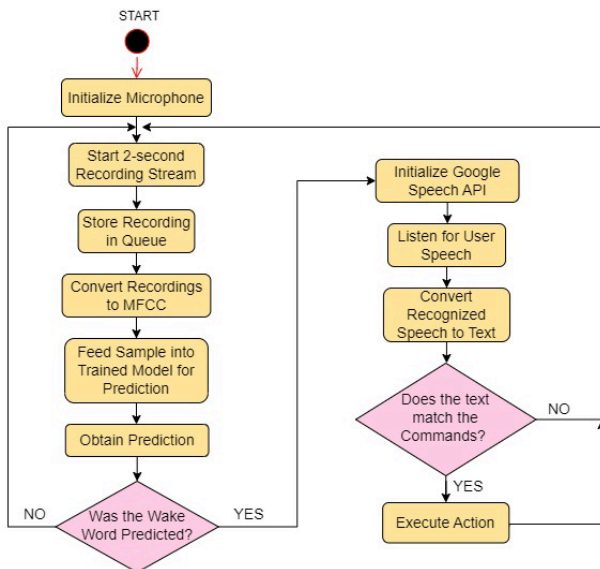 START
Initialize Microphone
Start 2-second
Recording Stream
Store Recording
in Queue
Convert Recordings
to MFCC
Feed Sample into
Trained Model for
Prediction
Obtain Prediction
Was the Wake
Word Predicted?
NO
YES
Initialize Google
Speech API
Listen for User
Speech
Convert
Recognized
Speech to Text
Does the text
match the
Commands?
NO
YES
Execute Action